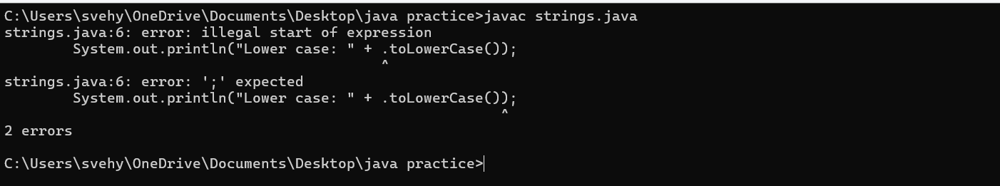 C:\Users\svehy\OneDrive\Documents\Desktop\java practice>javac strings.java
strings.java:6: error: illegal start of expression
        System.out.println("Lower case: " + .toLowerCase());
                                            ^
strings.java:6: error: ';' expected
        System.out.println("Lower case: " + .toLowerCase());
                                                          ^
2 errors
C:\Users\svehy\OneDrive\Documents\Desktop\java practice>